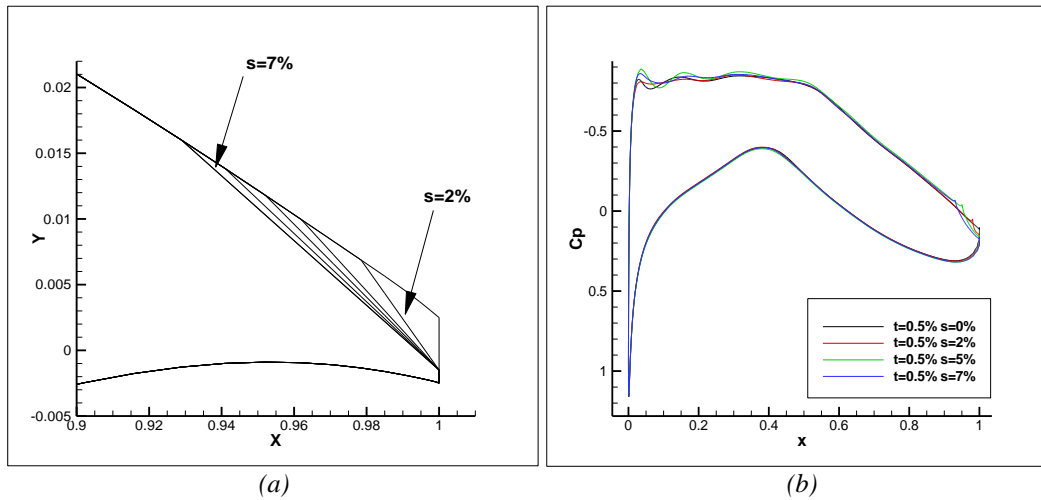 s=7%
s=2%
0.02
0.015
0.01
0.005
0
-0.005
Y
0.9
0.92
0.94
0.96
0.98
1
X
(a)
-0.5
0
0.5
1
Cp
0
0.2
0.4
0.6
0.8
1
x
t=0.5% s=0%
t=0.5% s=2%
t=0.5% s=5%
t=0.5% s=7%
(b)